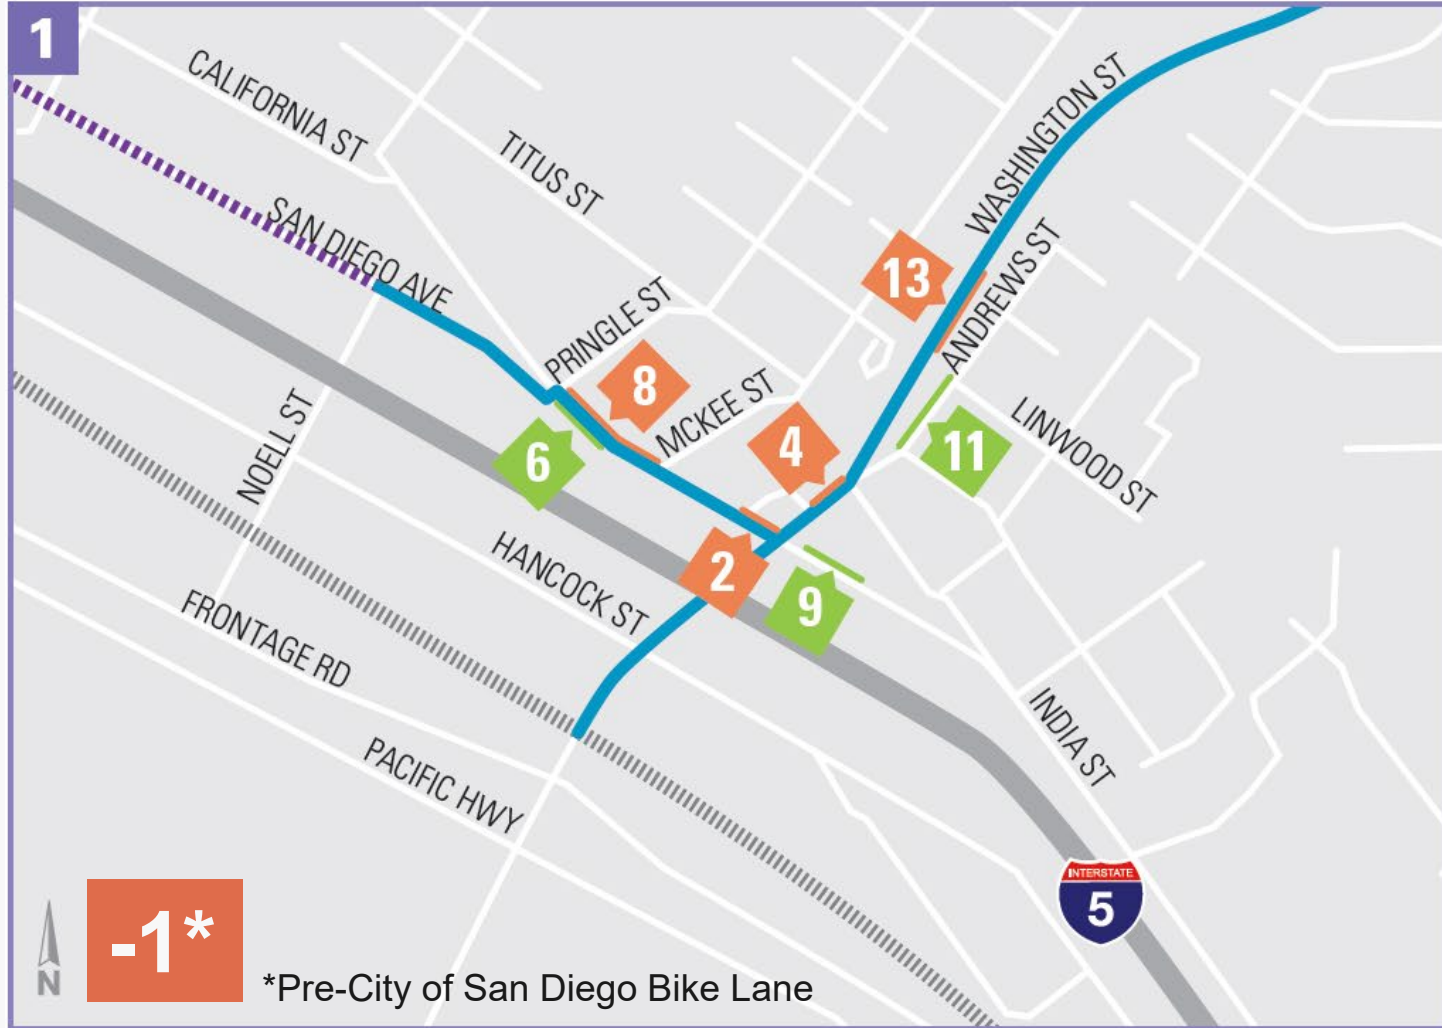 1
CALIFORNIA ST
TITUS ST
WASHINGTON ST
SAN DIEGO AVE
ANDREWS ST
13
PRINGLE ST
8
MCKEE ST
4
11
LINWOOD ST
NOELL ST
6
HANCOCK ST
2
9
FRONTAGE RD
PACIFIC HWY
INDIA ST
INTERSTATE
5
-1*
N
*Pre-City of San Diego Bike Lane